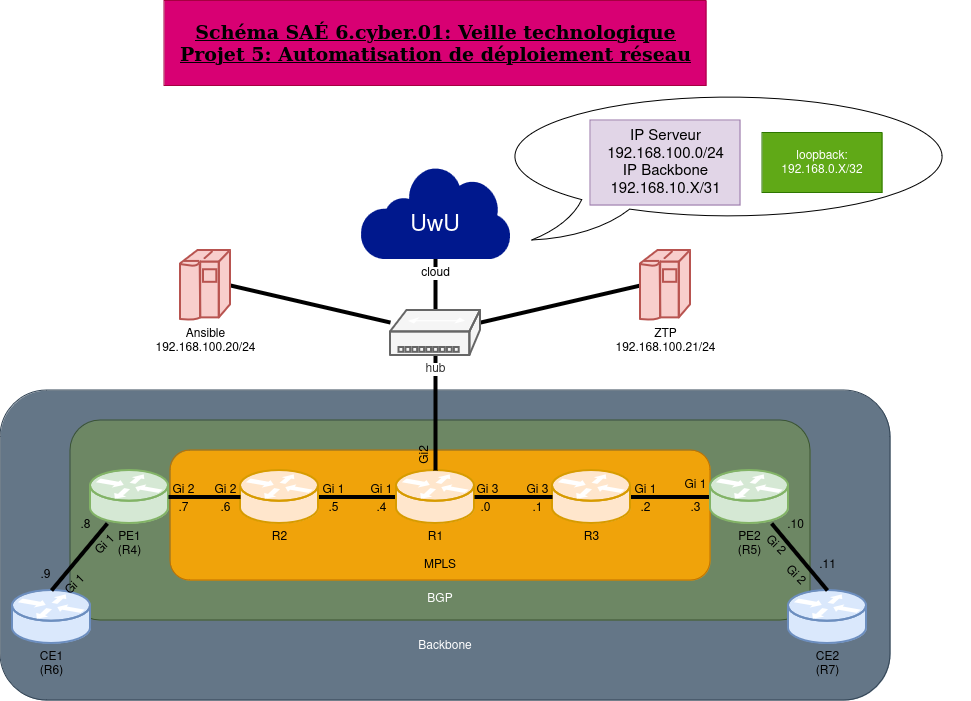 Schéma SAÉ 6.cyber.01: Veille technologique
Projet 5: Automatisation de déploiement réseau
IP Serveur
192.168.100.0/24
IP Backbone
192.168.10.X/31
loopback:
192.168.0.X/32
UwU
cloud
Ansible
192.168.100.20/24
ZTP
192.168.100.21/24
hub
Gi2
Gi 2
.7
Gi 2
.6
Gi 1
.5
Gi 1
.4
Gi 3
.0
Gi 3
.1
Gi 1
.2
Gi 1
.3
PE1
(R4)
R2
R1
R3
PE2
(R5)
MPLS
.8
Gi 1
.9
Gi 1
.10
Gi 2
.11
Gi 2
BGP
Backbone
CE1
(R6)
CE2
(R7)